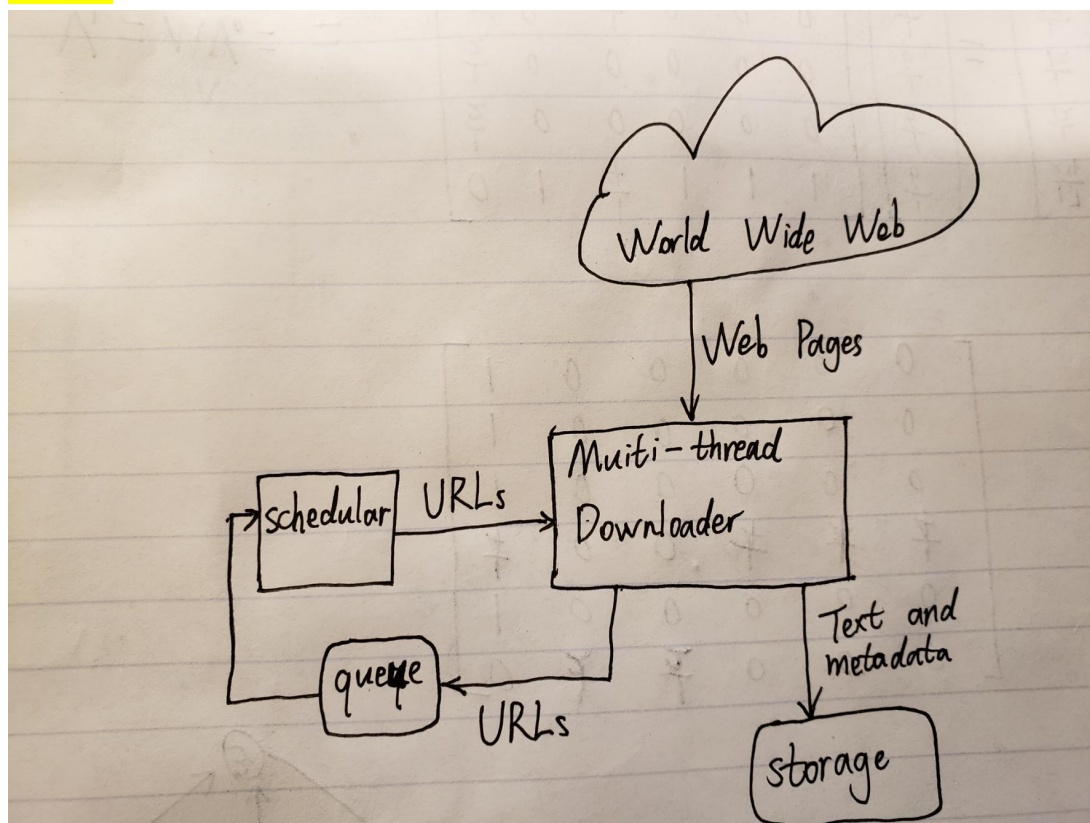 World Wide Web
Web Pages
Muiti-thread
Downloader
schedular
URLs
Text and
metadata
queue
URLs
storage